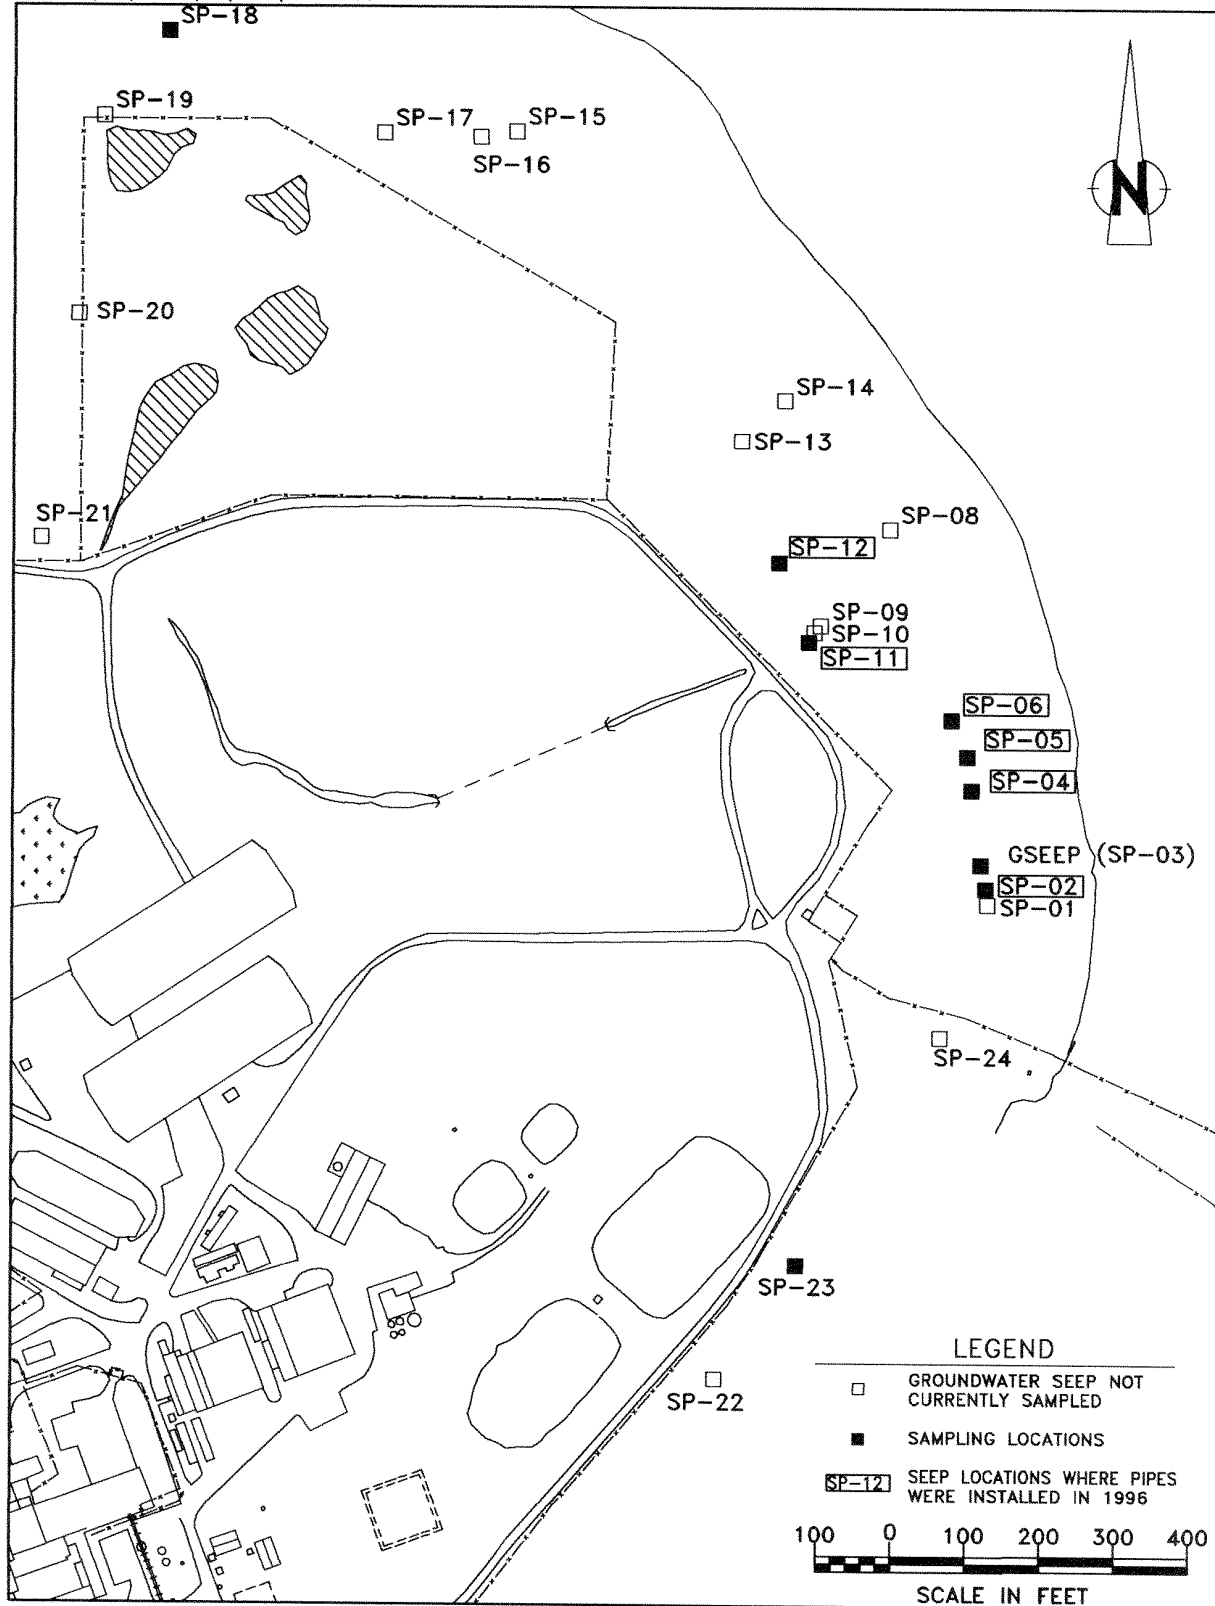 SP-18
SP-19
SP-17
SP-15
SP-16
N
SP-20
SP-14
SP-13
SP-21
SP-08
SP-12
SP-09
SP-10
SP-11
SP-06
SP-05
SP-04
GSEEP (SP-03)
SP-02
SP-01
SP-24
SP-23
SP-22
LEGEND
GROUNDWATER SEEP NOT
CURRENTLY SAMPLED
SAMPLING LOCATIONS
SP-12 SEEP LOCATIONS WHERE PIPES
WERE INSTALLED IN 1996
100 0 100 200 300 400
SCALE IN FEET